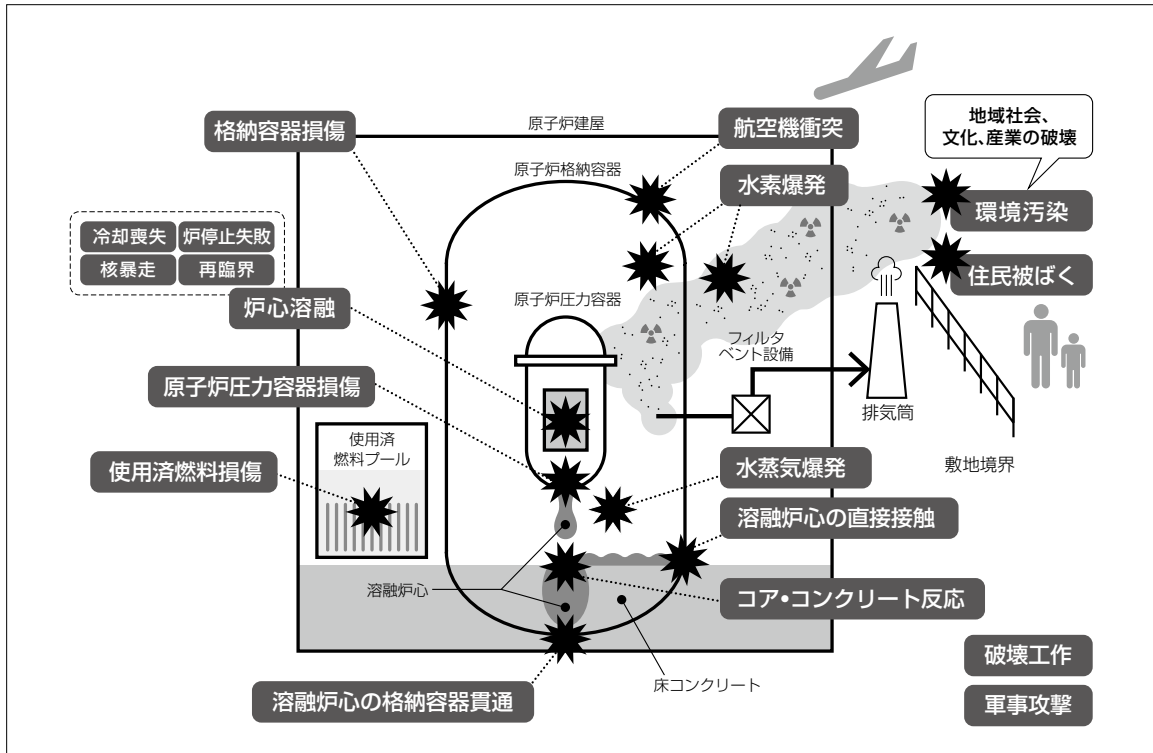 格納容器損傷
原子炉建屋
航空機衝突
地域社会、
文化、産業の破壊
原子炉格納容器
水素爆発
環境汚染
冷却喪失
炉停止失敗
核暴走
再臨界
住民被ばく
炉心溶融
原子炉圧力容器
フィルタ
ベント設備
原子炉圧力容器損傷
排気筒
使用済
燃料プール
敷地境界
使用済燃料損傷
水蒸気爆発
溶融炉心の直接接触
溶融炉心
コア・コンクリート反応
破壊工作
床コンクリート
溶融炉心の格納容器貫通
軍事攻撃